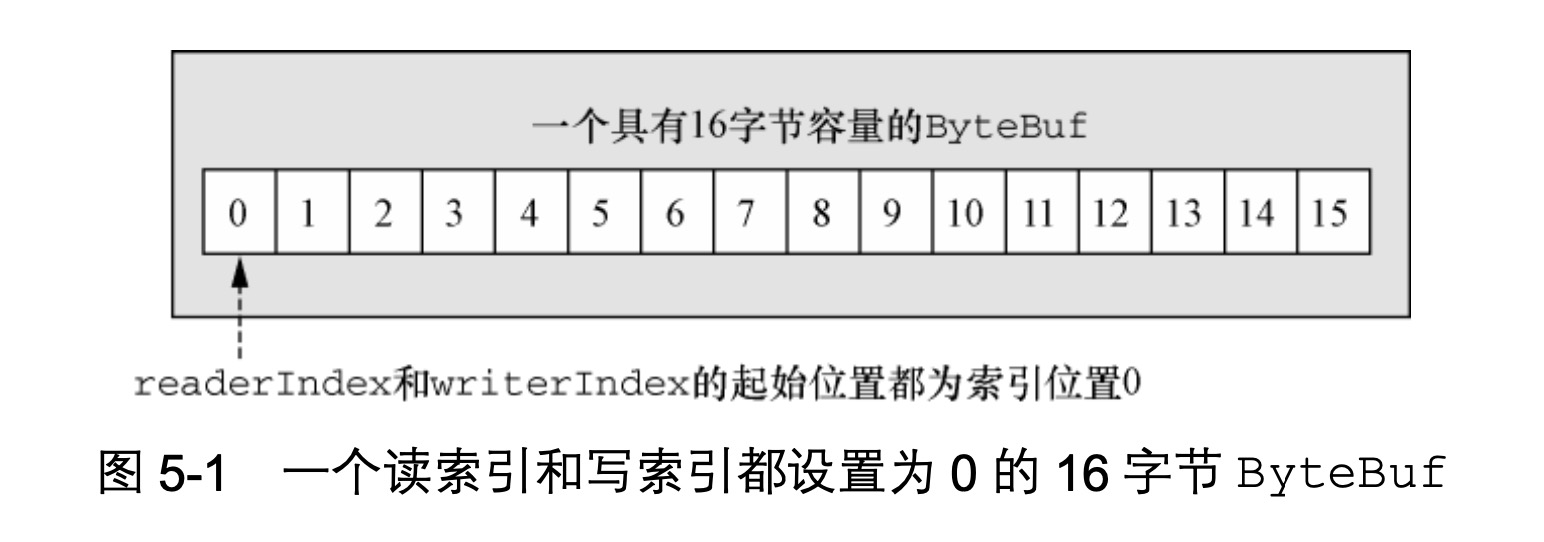 一个具有16字节容量的ByteBuf
0 1 2 3 4 5 6 7 8 9 10 11 12 13 14 15
readerIndex和writerIndex的起始位置都为索引位置0
图 5-1 一个读索引和写索引都设置为 0 的 16 字节 ByteBuf